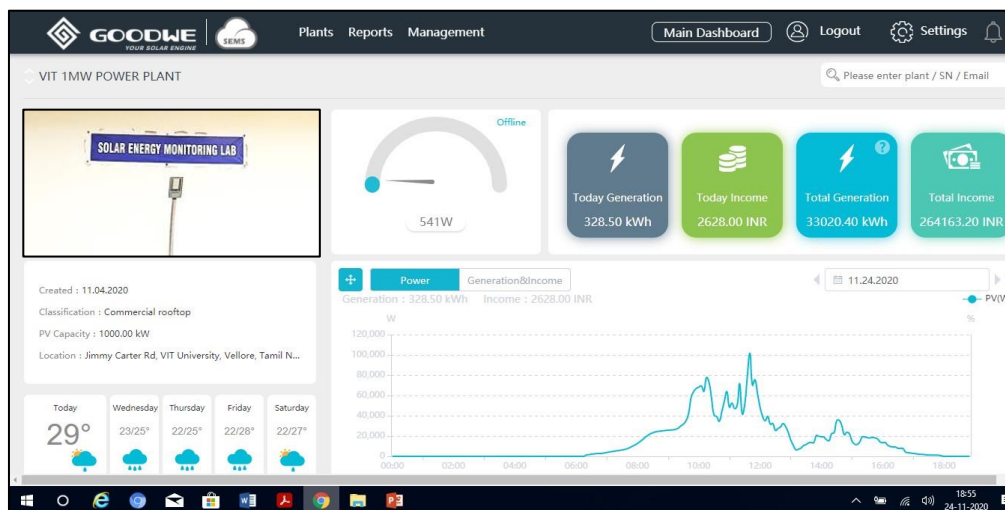 GOODWE
YOUR SOLAR ENGINE
SEMS
Plants Reports Management
Main Dashboard
Logout
Settings
VIT 1MW POWER PLANT
Please enter plant / SN / Email
SOLAR ENERGY MONITORING LAB
Offline
541W
Today Generation
328.50 kWh
Today Income
2628.00 INR
Total Generation
33020.40 kWh
?
Total Income
264163.20 INR
Created : 11.04.2020
Classification : Commercial rooftop
PV Capacity : 1000.00 kW
Location : Jimmy Carter Rd, VIT University, Vellore, Tamil N...
Today
29°
Wednesday
23/25°
Thursday
22/25°
Friday
22/28°
Saturday
22/27°
Power
Generation&Income
11.24.2020
Generation : 328.50 kWh Income : 2628.00 INR
PV(W
W
%
120,000
100,000
80,000
60,000
40,000
20,000
0
00:00 02:00 04:00 06:00 08:00 10:00 12:00 14:00 16:00 18:00
18:55
24-11-2020